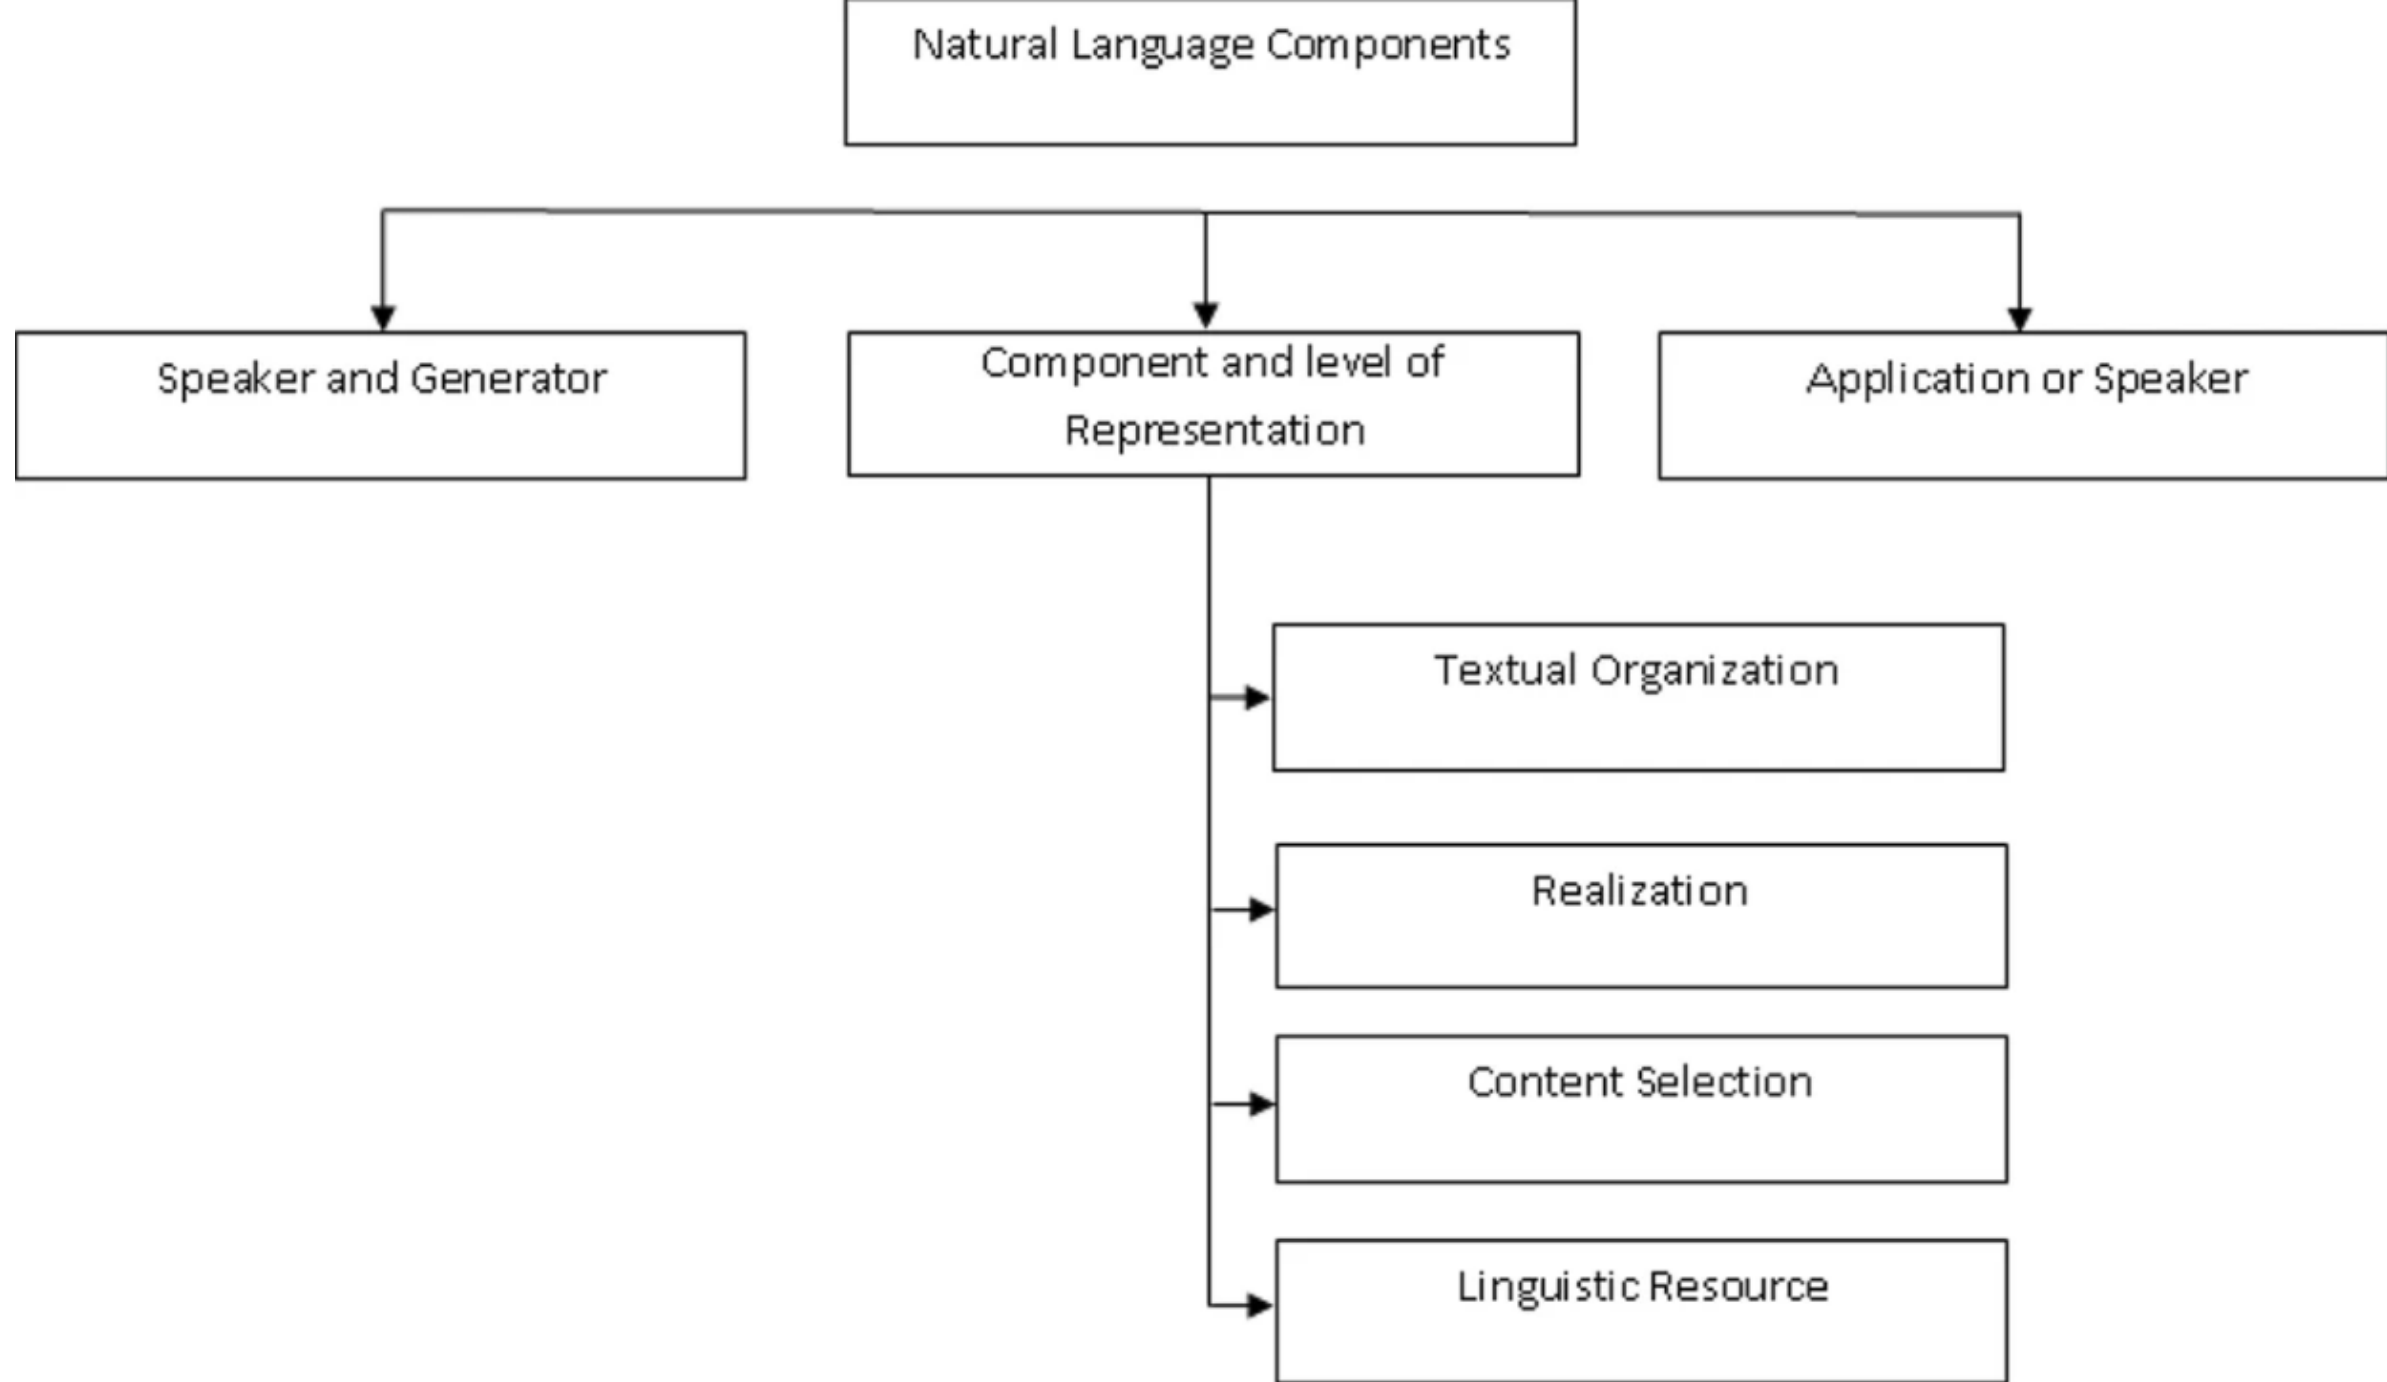 Natural Language Components
Speaker and Generator
Component and level of
Representation
Application or Speaker
Textual Organization
Realization
Content Selection
Linguistic Resource